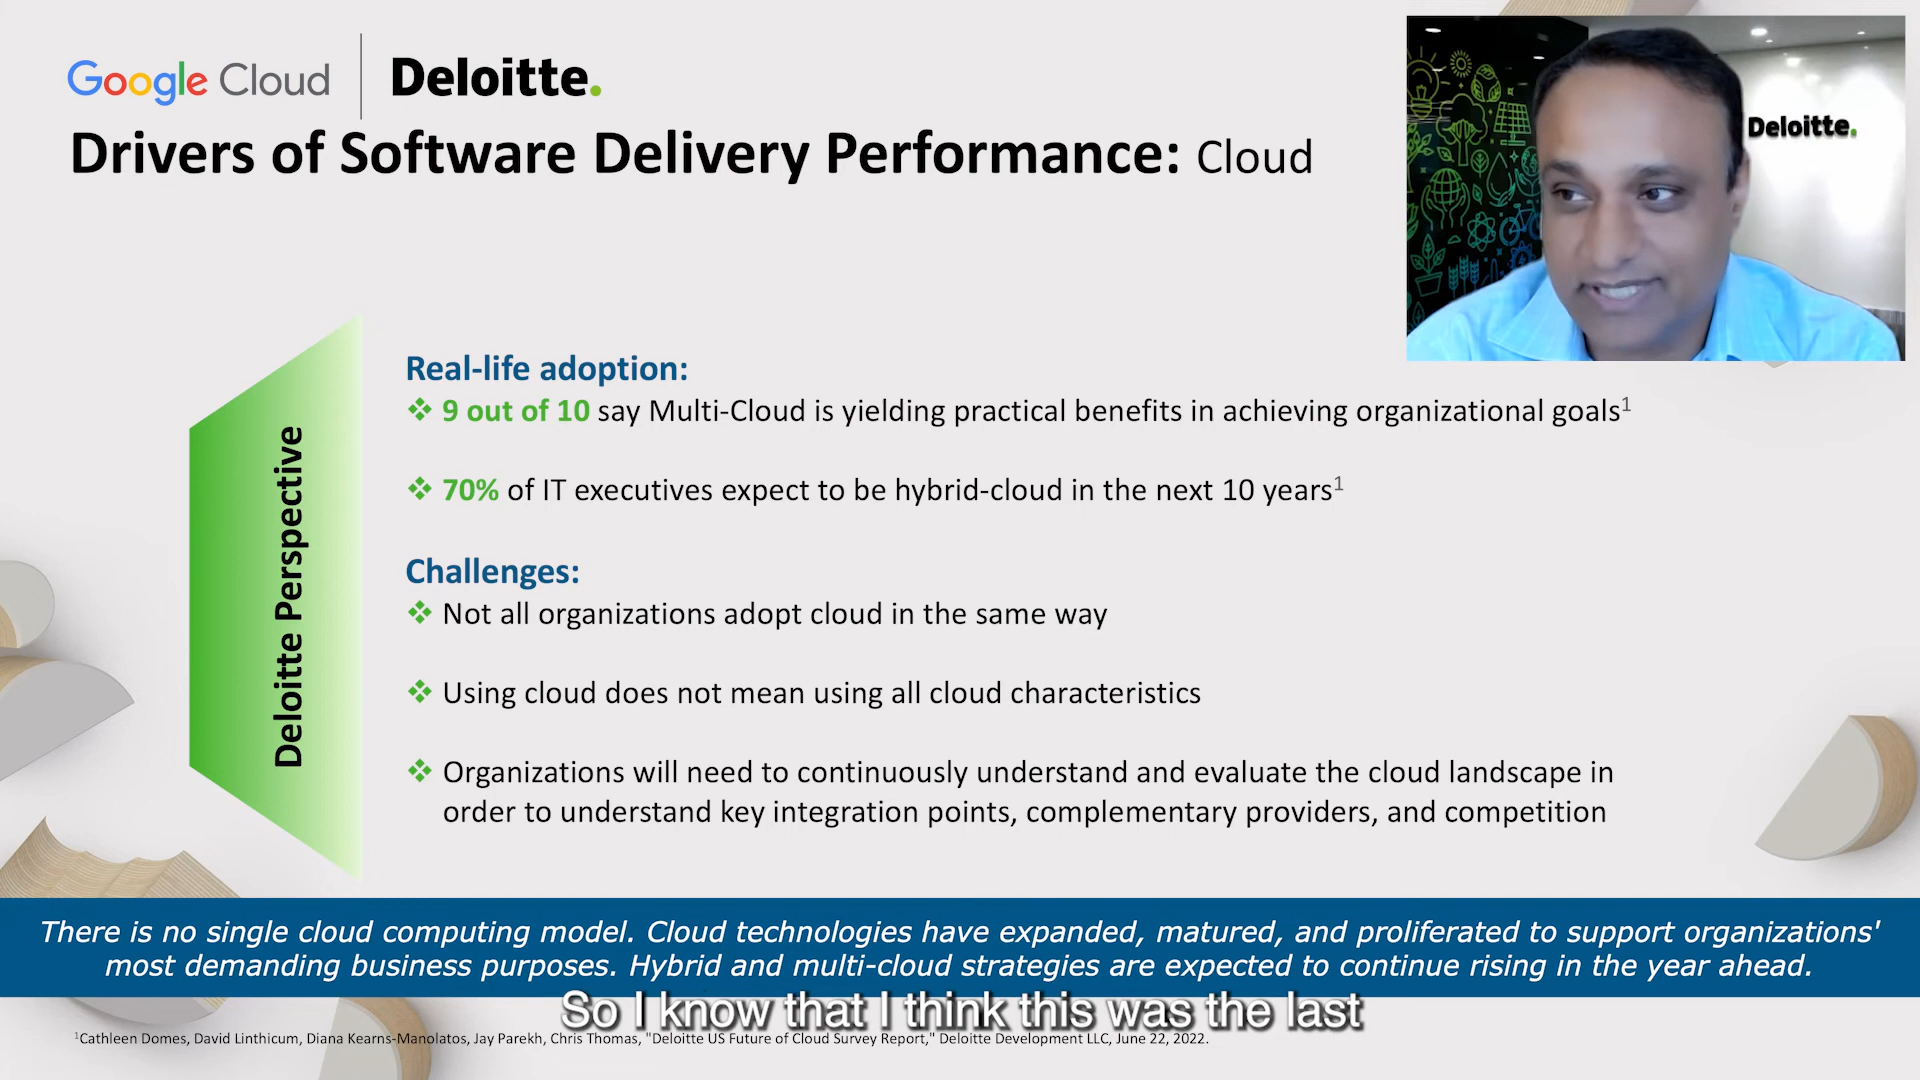 Google Cloud
Deloitte.
Drivers of Software Delivery Performance: Cloud
Deloitte.
Deloitte Perspective
Real-life adoption:
❖ 9 out of 10 say Multi-Cloud is yielding practical benefits in achieving organizational goals¹
❖ 70% of IT executives expect to be hybrid-cloud in the next 10 years¹
Challenges:
❖ Not all organizations adopt cloud in the same way
❖ Using cloud does not mean using all cloud characteristics
❖ Organizations will need to continuously understand and evaluate the cloud landscape in
order to understand key integration points, complementary providers, and competition
There is no single cloud computing model. Cloud technologies have expanded, matured, and proliferated to support organizations'
most demanding business purposes. Hybrid and multi-cloud strategies are expected to continue rising in the year ahead.
So I know that I think this was the last
¹Cathleen Domes, David Linthicum, Diana Kearns-Manolatos, Jay Parekh, Chris Thomas, "Deloitte US Future of Cloud Survey Report," Deloitte Development LLC, June 22, 2022.